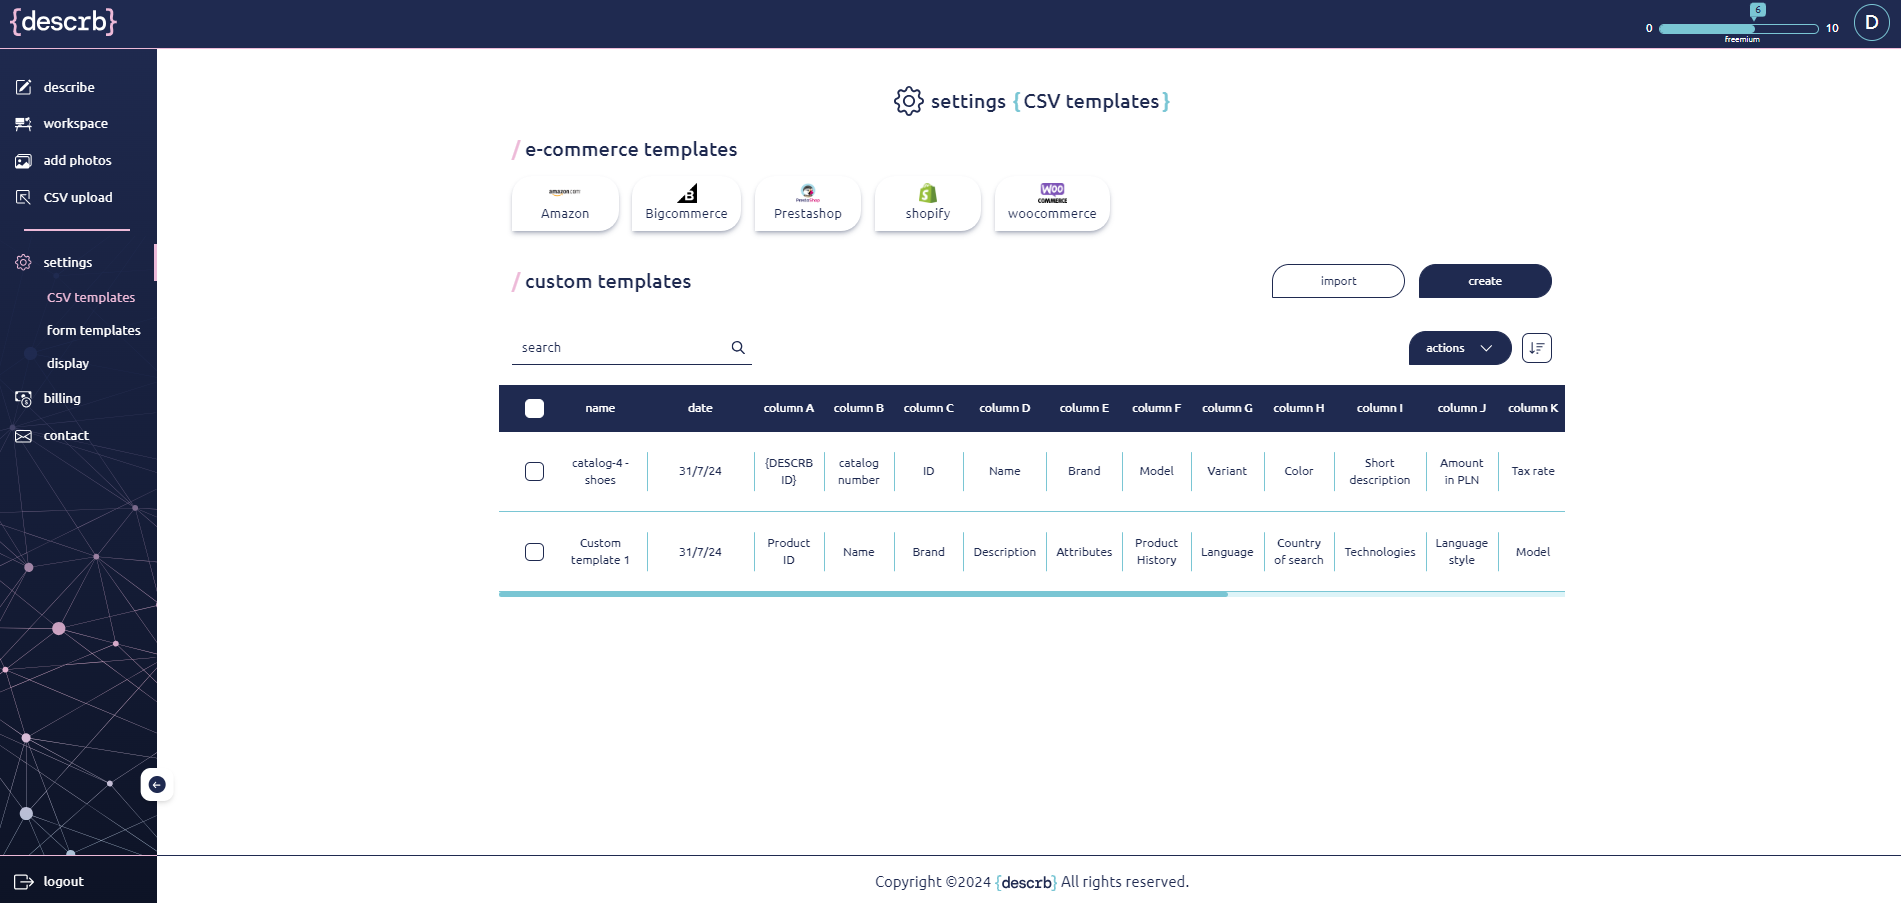 {descrb}
0
6
10
freemium
D
describe
workspace
add photos
CSV upload
settings
CSV templates
form templates
display
billing
contact
logout
settings {CSV templates}
/ e-commerce templates
amazon.com
Amazon
B
Bigcommerce
PrestaShop
Prestashop
S
shopify
WOO
COMMERCE
woocommerce
/ custom templates
import
create
search
actions
name date column A column B column C column D column E column F column G column H column I column J column K
catalog-4 - shoes 31/7/24 {DESCRB ID} catalog number ID Name Brand Model Variant Color Short description Amount in PLN Tax rate
Custom template 1 31/7/24 Product ID Name Brand Description Attributes Product History Language Country of search Technologies Language style Model
Copyright ©2024 {descrb} All rights reserved.